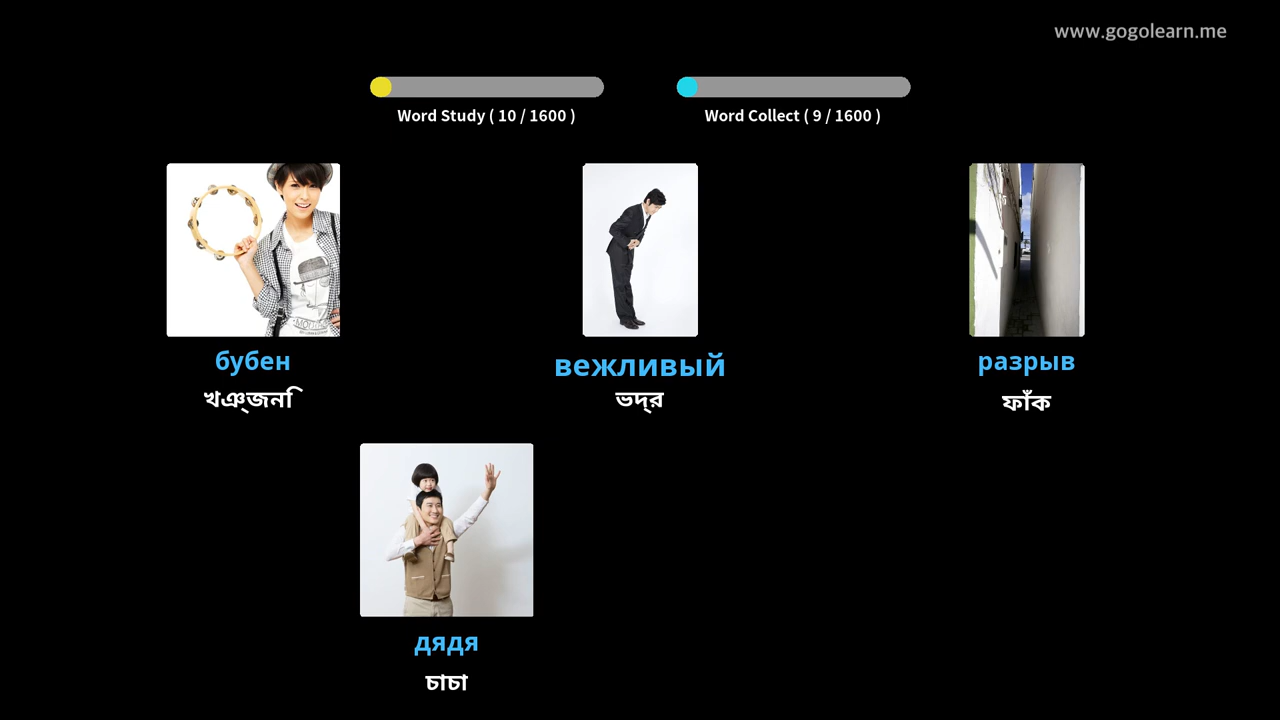 www.gogolearn.me
Word Study ( 10 / 1600 )
Word Collect ( 9 / 1600 )
бубен
вежливый
разрыв
খঞ্জনি
ভদ্র
ফাঁক
дядя
চাচা